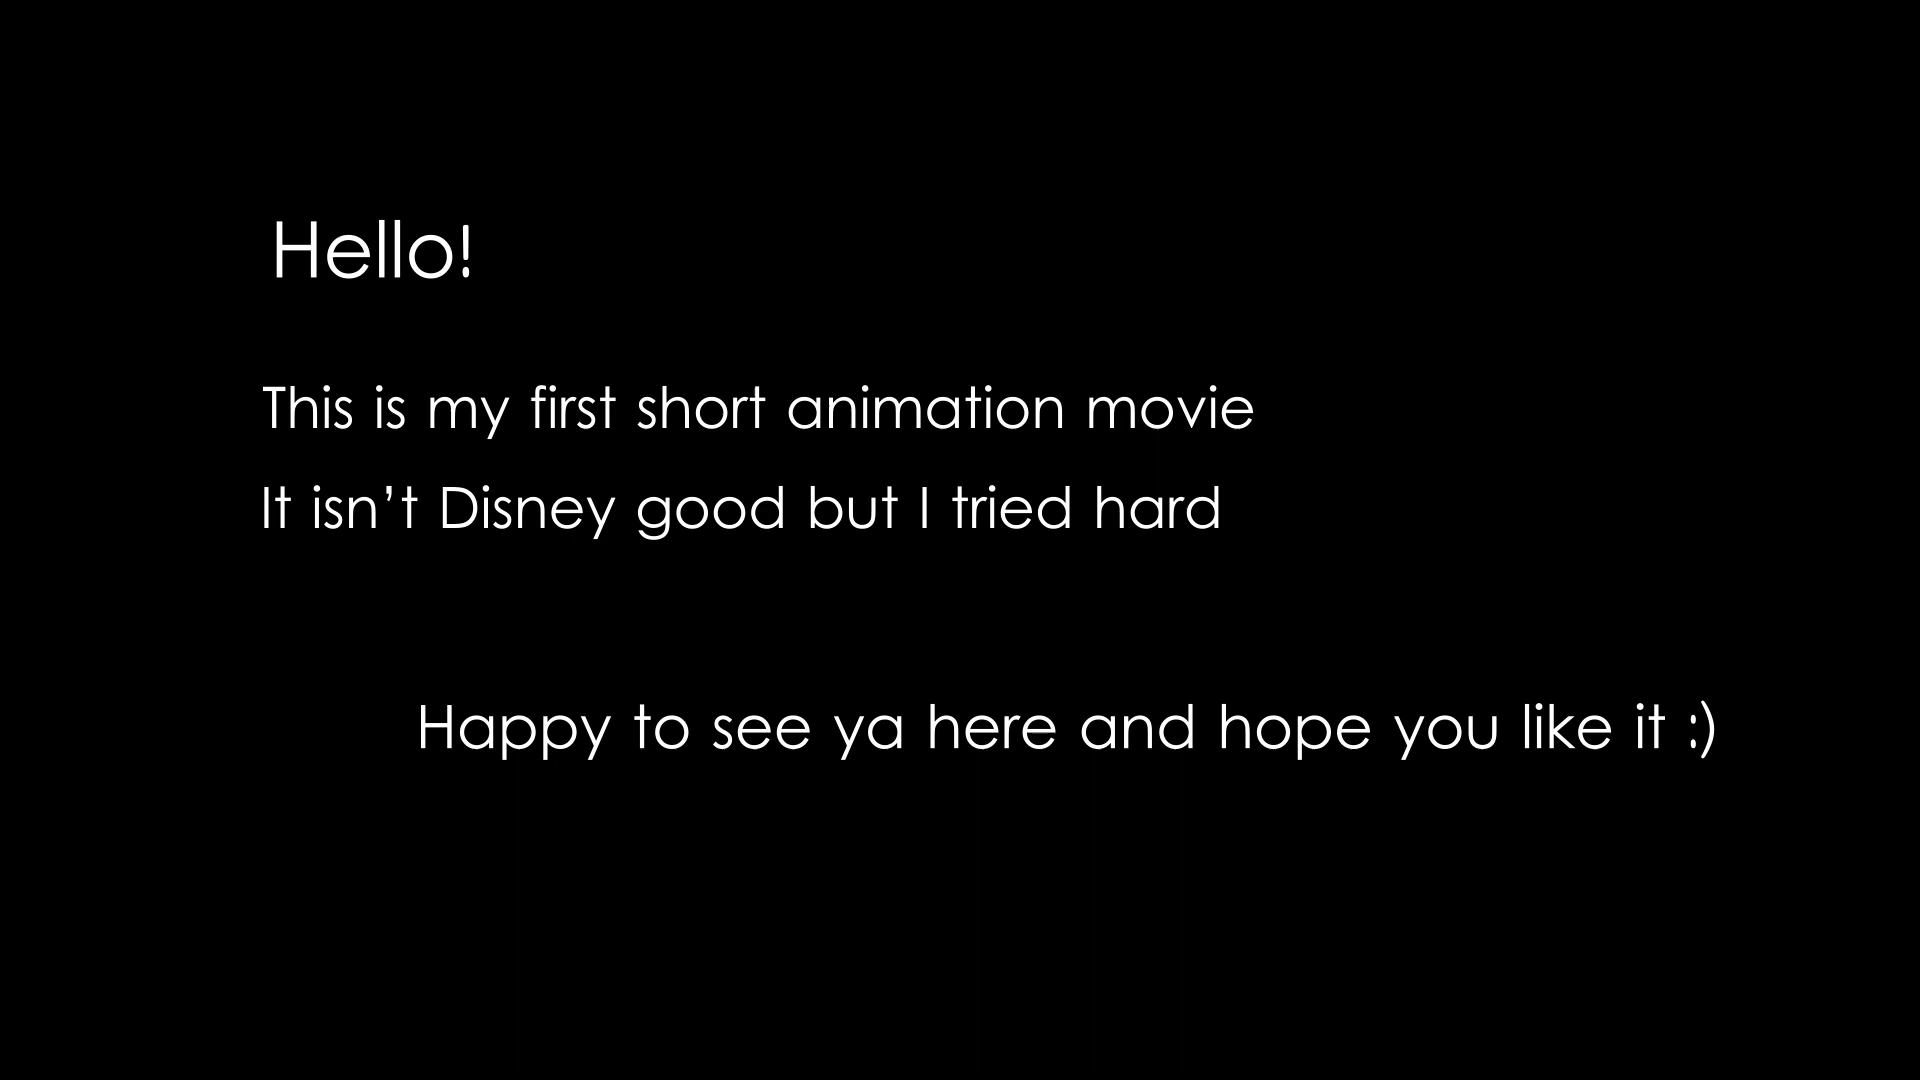 Hello!
This is my first short animation movie
It isn’t Disney good but I tried hard
Happy to see ya here and hope you like it :)